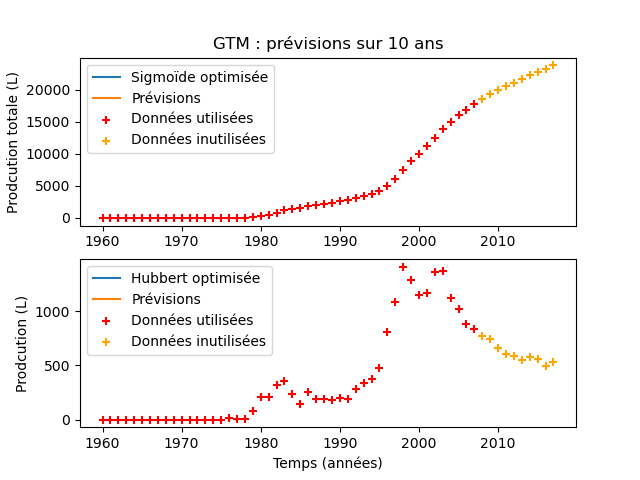 GTM : prévisions sur 10 ans
Prodcution totale (L)
20000
15000
10000
5000
0
Sigmoïde optimisée
Prévisions
Données utilisées
Données inutilisées
1960 1970 1980 1990 2000 2010
Prodcution (L)
1000
500
0
Hubbert optimisée
Prévisions
Données utilisées
Données inutilisées
1960 1970 1980 1990 2000 2010
Temps (années)